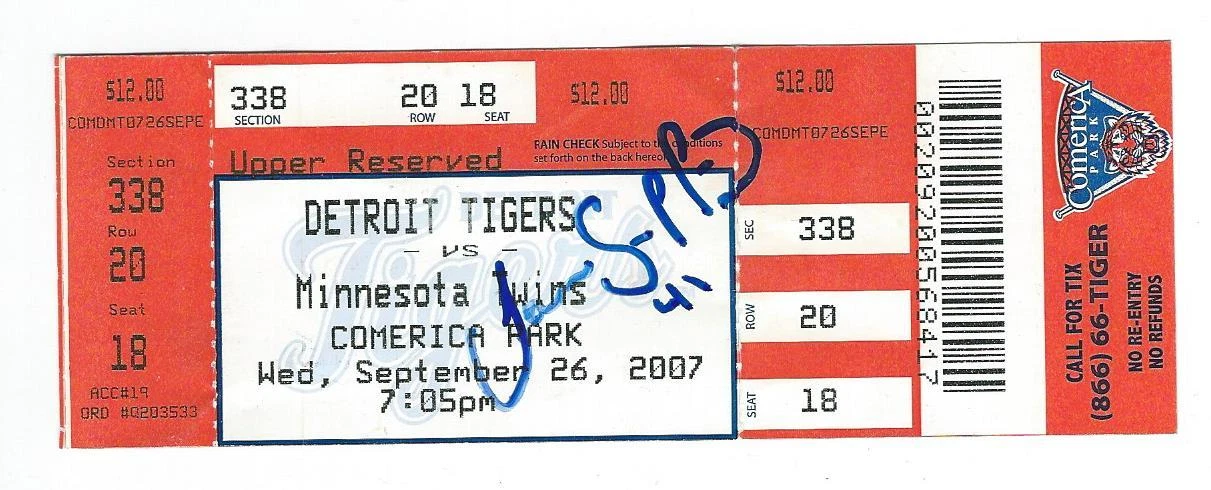 $12.00
COMDMT0726SEPE
Section
338
Row
20
Seat
18
ACC#19
ORD #Q203533
338 20 18
SECTION ROW SEAT
$12.00
RAIN CHECK Subject to the conditions
set forth on the back hereof
Upper Reserved
DETROIT TIGERS
- vs -
Minnesota Twins
COMERICA PARK
Wed, September 26, 2007
7:05pm
41
$12.00
COMDMT0726SEPE
SEC 338
ROW 20
SEAT 18
00209200568417
COMERICA
PARK
CALL FOR TIX
(866) 66-TIGER
NO RE-ENTRY
NO REFUNDS